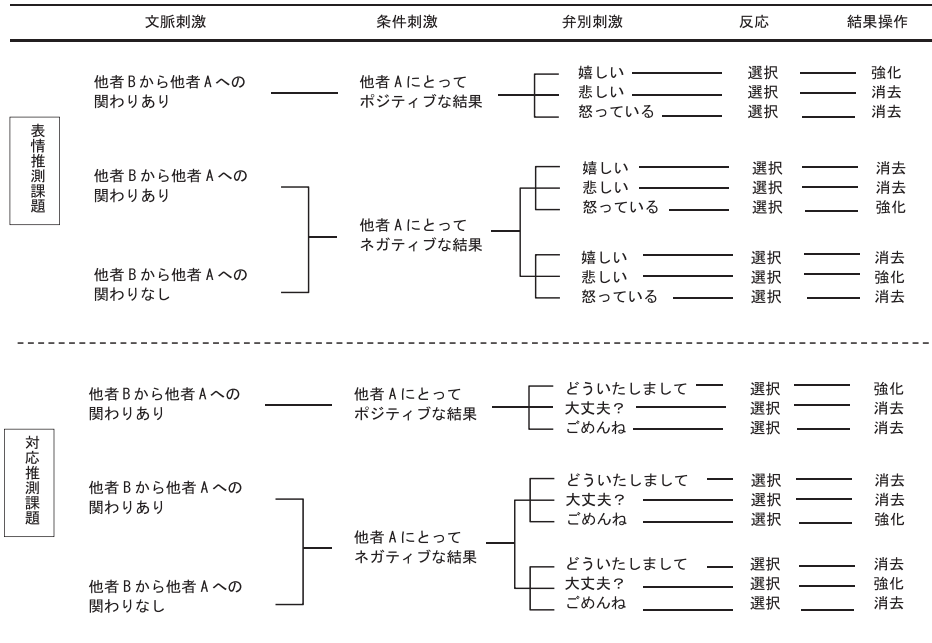 文脈刺激 条件刺激 弁別刺激 反応 結果操作
表情推測課題
他者Bから他者Aへの
関わりあり
他者Aにとって
ポジティブな結果
嬉しい 選択 強化
悲しい 選択 消去
怒っている 選択 消去
他者Bから他者Aへの
関わりあり
他者Bから他者Aへの
関わりなし
他者Aにとって
ネガティブな結果
嬉しい 選択 消去
悲しい 選択 消去
怒っている 選択 強化
嬉しい 選択 消去
悲しい 選択 強化
怒っている 選択 消去
対応推測課題
他者Bから他者Aへの
関わりあり
他者Aにとって
ポジティブな結果
どういたしまして 選択 強化
大丈夫？ 選択 消去
ごめんね 選択 消去
他者Bから他者Aへの
関わりあり
他者Bから他者Aへの
関わりなし
他者Aにとって
ネガティブな結果
どういたしまして 選択 消去
大丈夫？ 選択 消去
ごめんね 選択 強化
どういたしまして 選択 消去
大丈夫？ 選択 強化
ごめんね 選択 消去